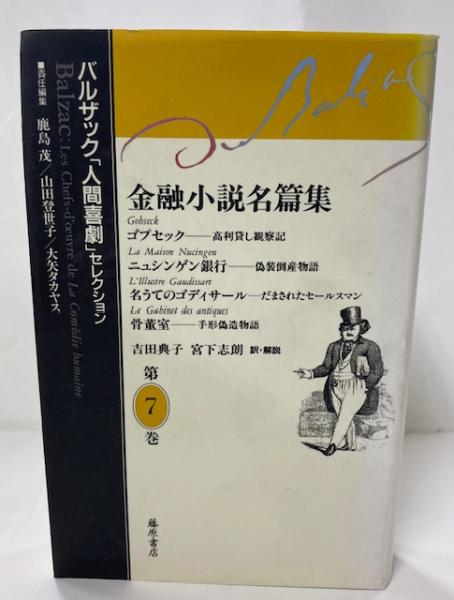 de Balzac
金融小説名篇集
Gobseck
ゴプセック——高利貸し観察記
La Maison Nucingen
ニュシンゲン銀行——偽装倒産物語
L'Illustre Gaudissart
名うてのゴディサール——だまされたセールスマン
Le Gabinet des antiques
骨董室——手形偽造物語
吉田典子 宮下志朗 訳・解説
第
7
巻
藤原書店
バルザック「人間喜劇」セレクション
Balzac: Les Chefs-d'œuvre de La Comédie humaine
■責任編集 鹿島茂/山田登世子/大矢タカヤス